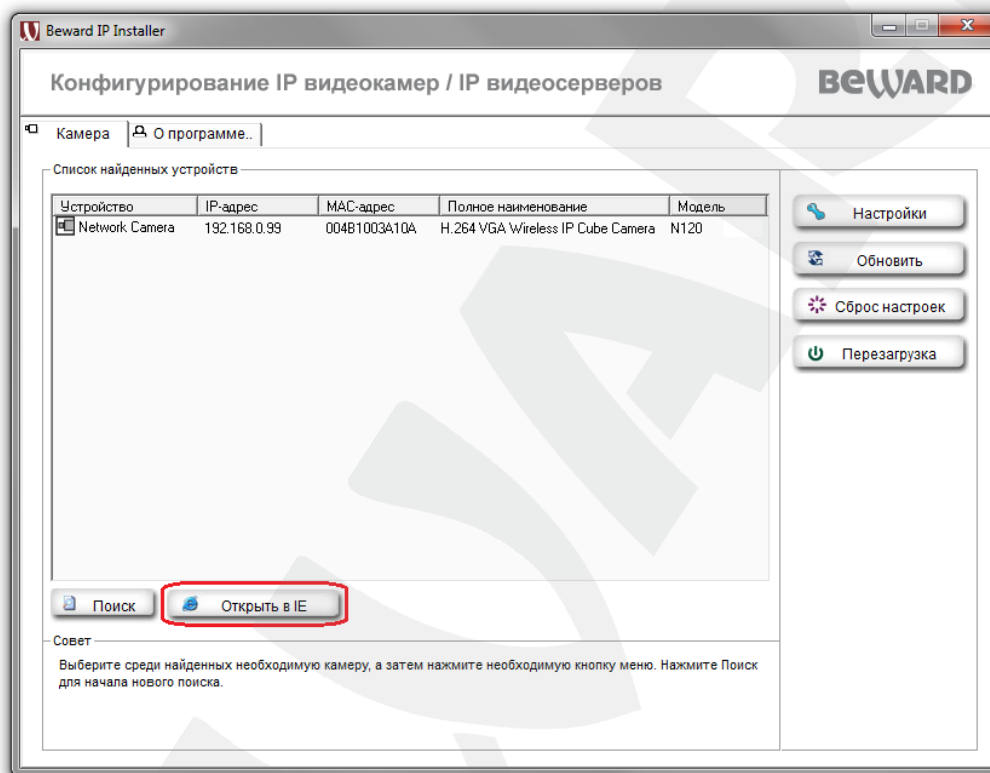 Beward IP Installer
Конфигурирование IP видеокамер / IP видеосерверов
BEWARD
Камера
О программе..
Список найденных устройств
Устройство IP-адрес MAC-адрес Полное наименование Модель
Network Camera 192.168.0.99 004B1003A10A H.264 VGA Wireless IP Cube Camera N120
Настройки
Обновить
Сброс настроек
Перезагрузка
Поиск
Открыть в IE
Совет
Выберите среди найденных необходимую камеру, а затем нажмите необходимую кнопку меню. Нажмите Поиск
для начала нового поиска.